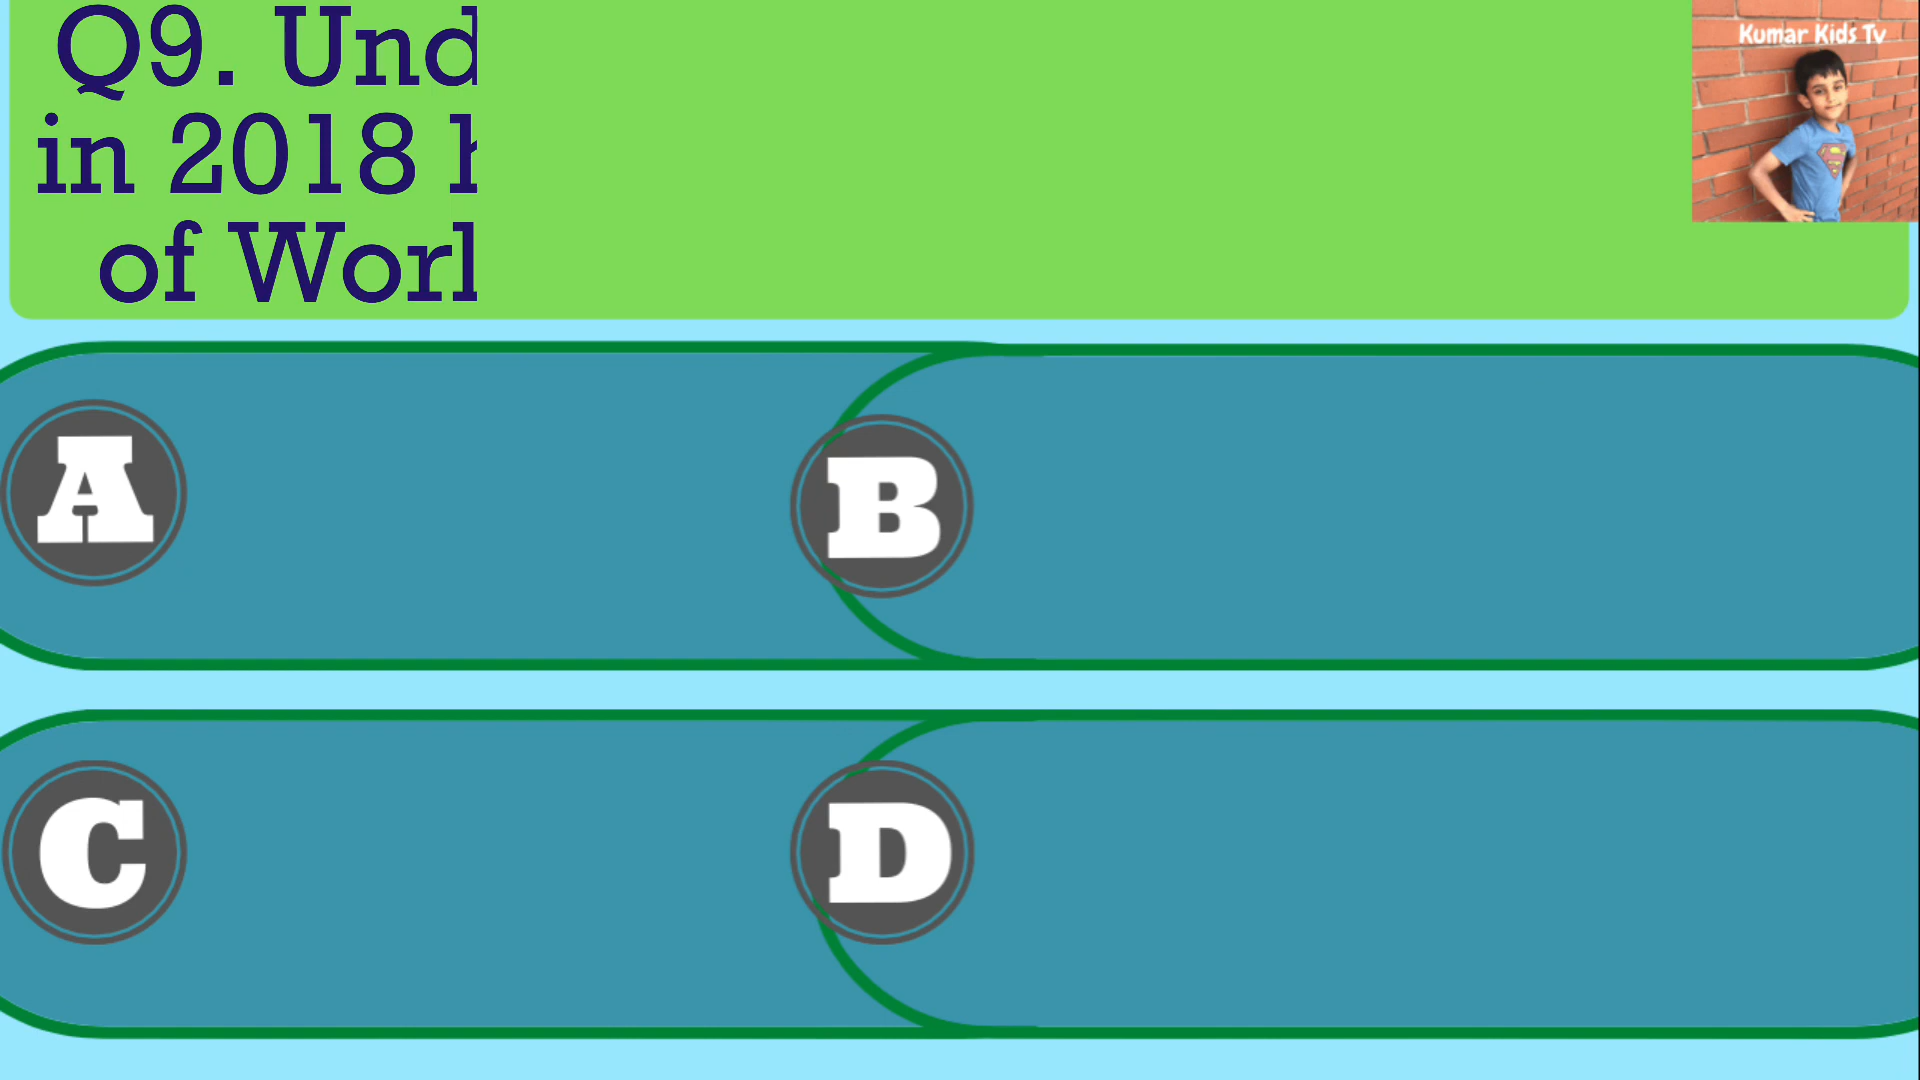 Q9. Und
in 2018
of Worl
Kumar Kids Tv
A
B
C
D